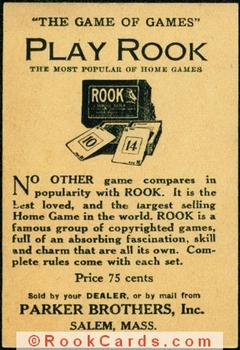 "THE GAME OF GAMES"
PLAY ROOK
THE MOST POPULAR OF HOME GAMES
ROOK
10
14
NO OTHER game compares in
popularity with ROOK. It is the
best loved, and the largest selling
Home Game in the world. ROOK is a
famous group of copyrighted games,
full of an absorbing fascination, skill
and charm that are all its own. Com-
plete rules come with each set.
Price 75 cents
Sold by your DEALER, or by mail from
PARKER BROTHERS, Inc.
SALEM, MASS.
©RookCards.com